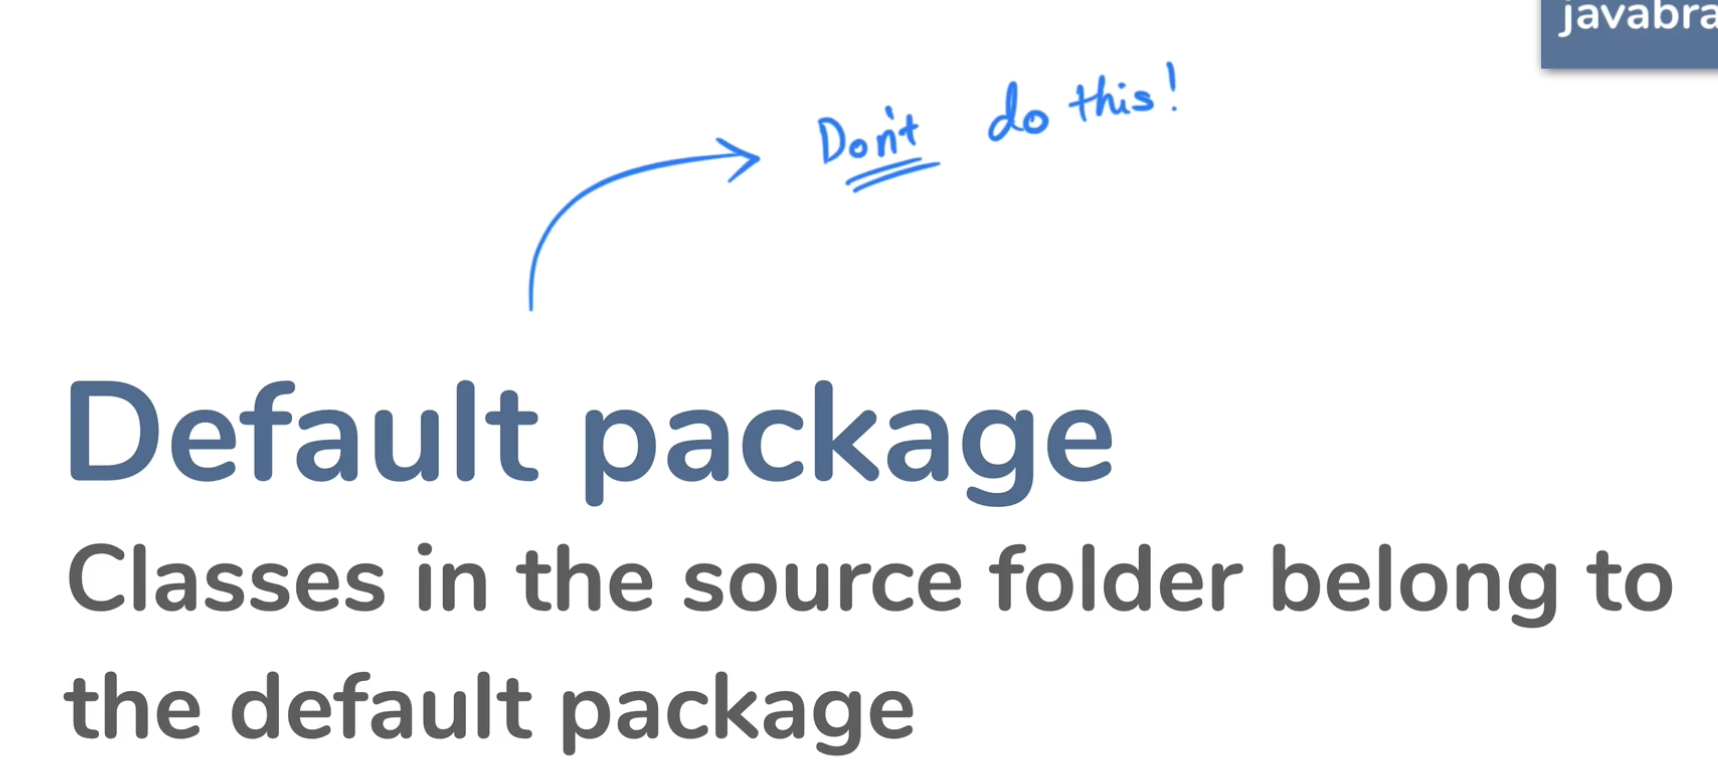 javabra
Don't do this!
Default package
Classes in the source folder belong to
the default package